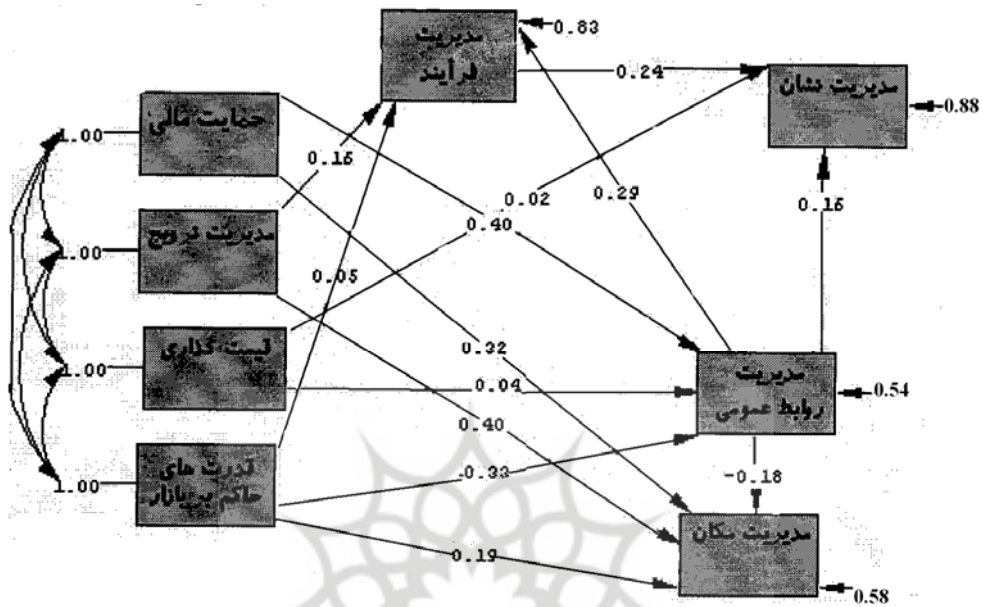 مدیریت
فرآیند
0.83
0.24
مدیریت نشان
0.88
حمایت مالی
1.00
0.15
0.02
0.29
0.15
0.40
مدیریت ترویج
1.00
0.05
قیمت گذاری
1.00
0.32
0.04
مدیریت
روابط عمومی
0.54
0.40
قدرت های
حاکم بر بازار
1.00
0.33
-0.18
مدیریت مکان
0.19
0.58